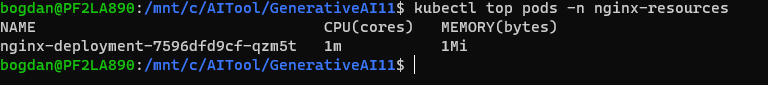 bogdan@PF2LA890:/mnt/c/AITool/GenerativeAI11$ kubectl top pods -n nginx-resources
NAME                                CPU(cores)   MEMORY(bytes)
nginx-deployment-7596dfd9cf-qzm5t   1m           1Mi
bogdan@PF2LA890:/mnt/c/AITool/GenerativeAI11$